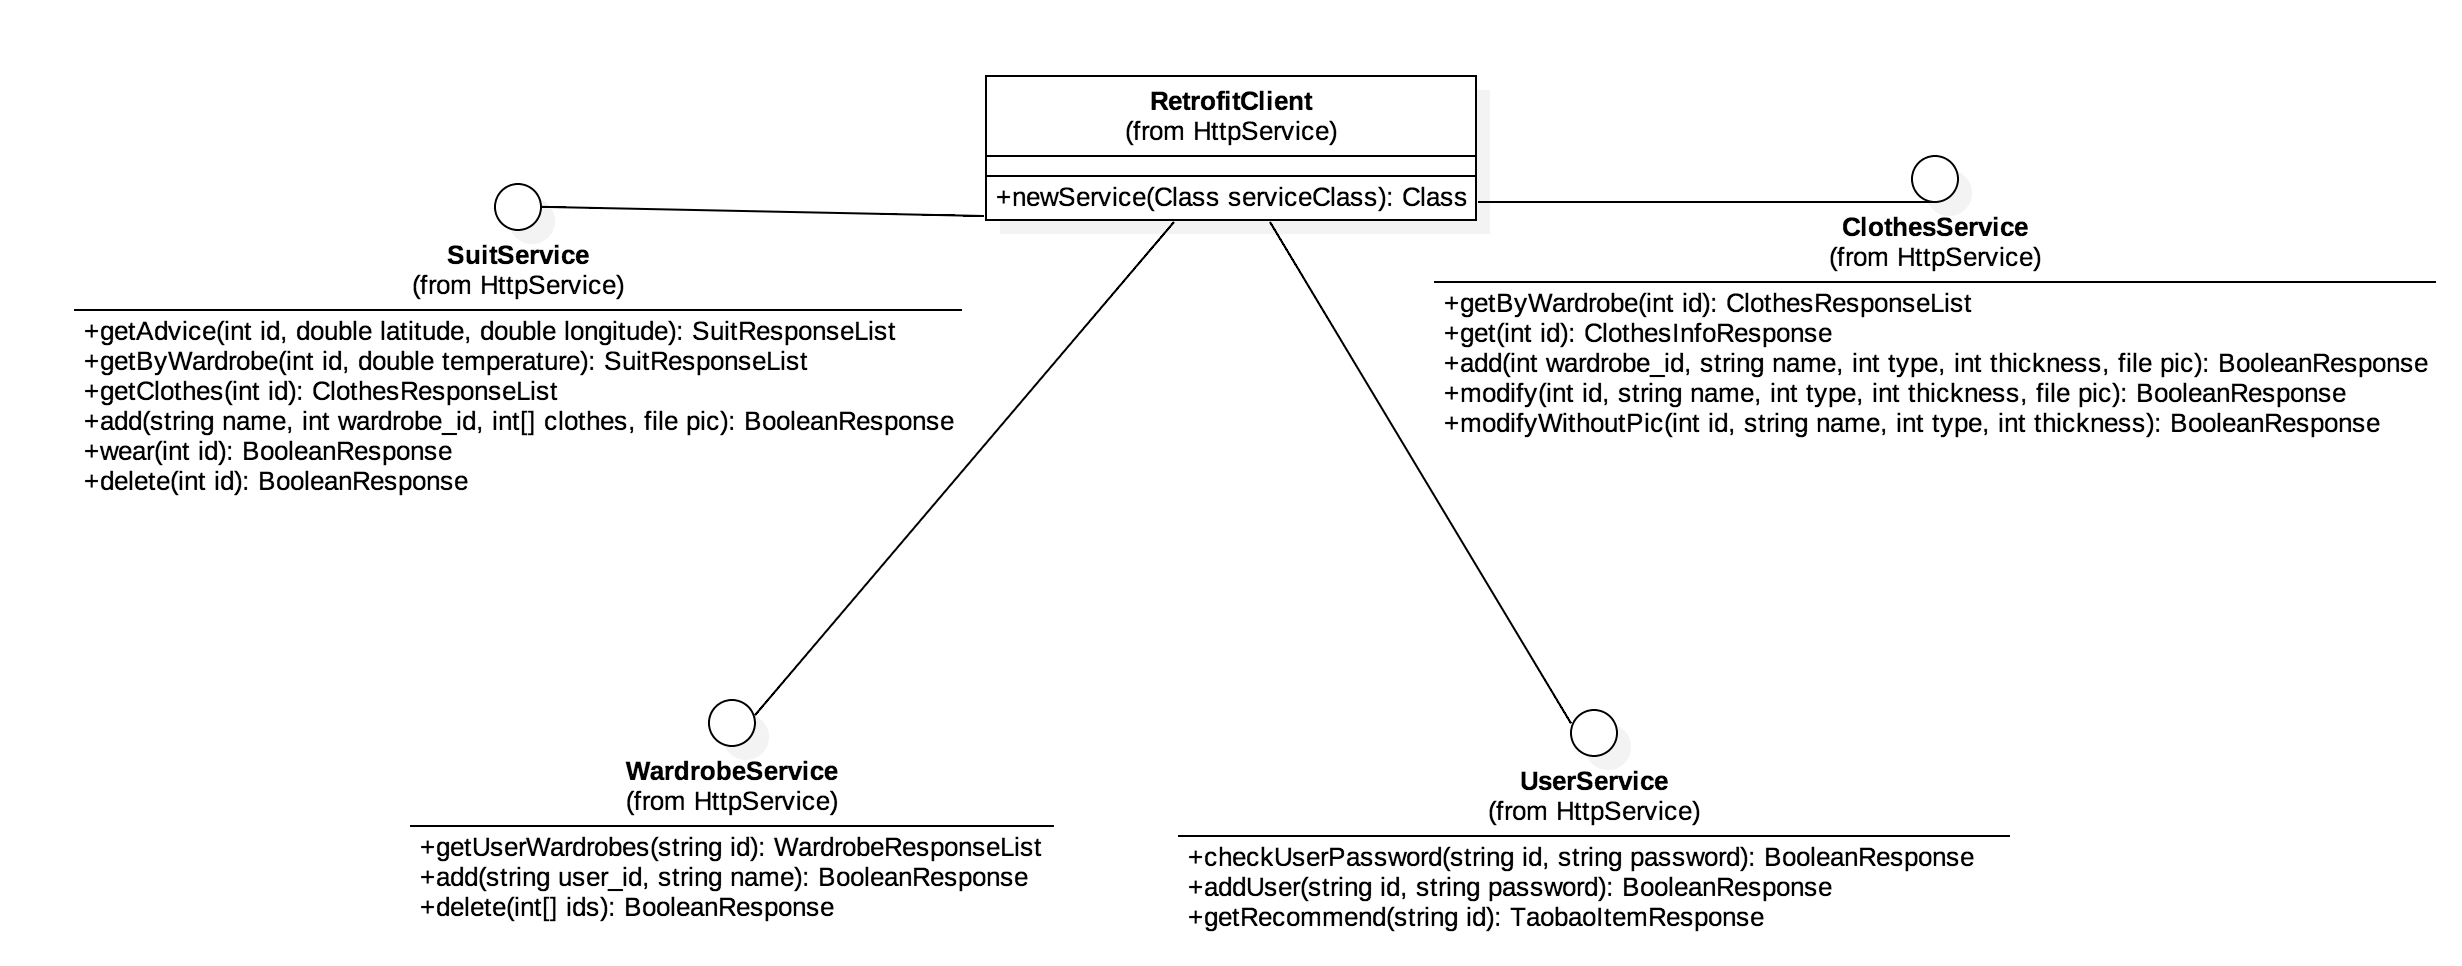 RetrofitClient
(from HttpService)
+newService(Class serviceClass): Class
SuitService
(from HttpService)
+getAdvice(int id, double latitude, double longitude): SuitResponseList
+getByWardrobe(int id, double temperature): SuitResponseList
+getClothes(int id): ClothesResponseList
+add(string name, int wardrobe_id, int[] clothes, file pic): BooleanResponse
+wear(int id): BooleanResponse
+delete(int id): BooleanResponse
ClothesService
(from HttpService)
+getByWardrobe(int id): ClothesResponseList
+get(int id): ClothesInfoResponse
+add(int wardrobe_id, string name, int type, int thickness, file pic): BooleanResponse
+modify(int id, string name, int type, int thickness, file pic): BooleanResponse
+modifyWithoutPic(int id, string name, int type, int thickness): BooleanResponse
WardrobeService
(from HttpService)
+getUserWardrobes(string id): WardrobeResponseList
+add(string user_id, string name): BooleanResponse
+delete(int[] ids): BooleanResponse
UserService
(from HttpService)
+checkUserPassword(string id, string password): BooleanResponse
+addUser(string id, string password): BooleanResponse
+getRecommend(string id): TaobaoItemResponse